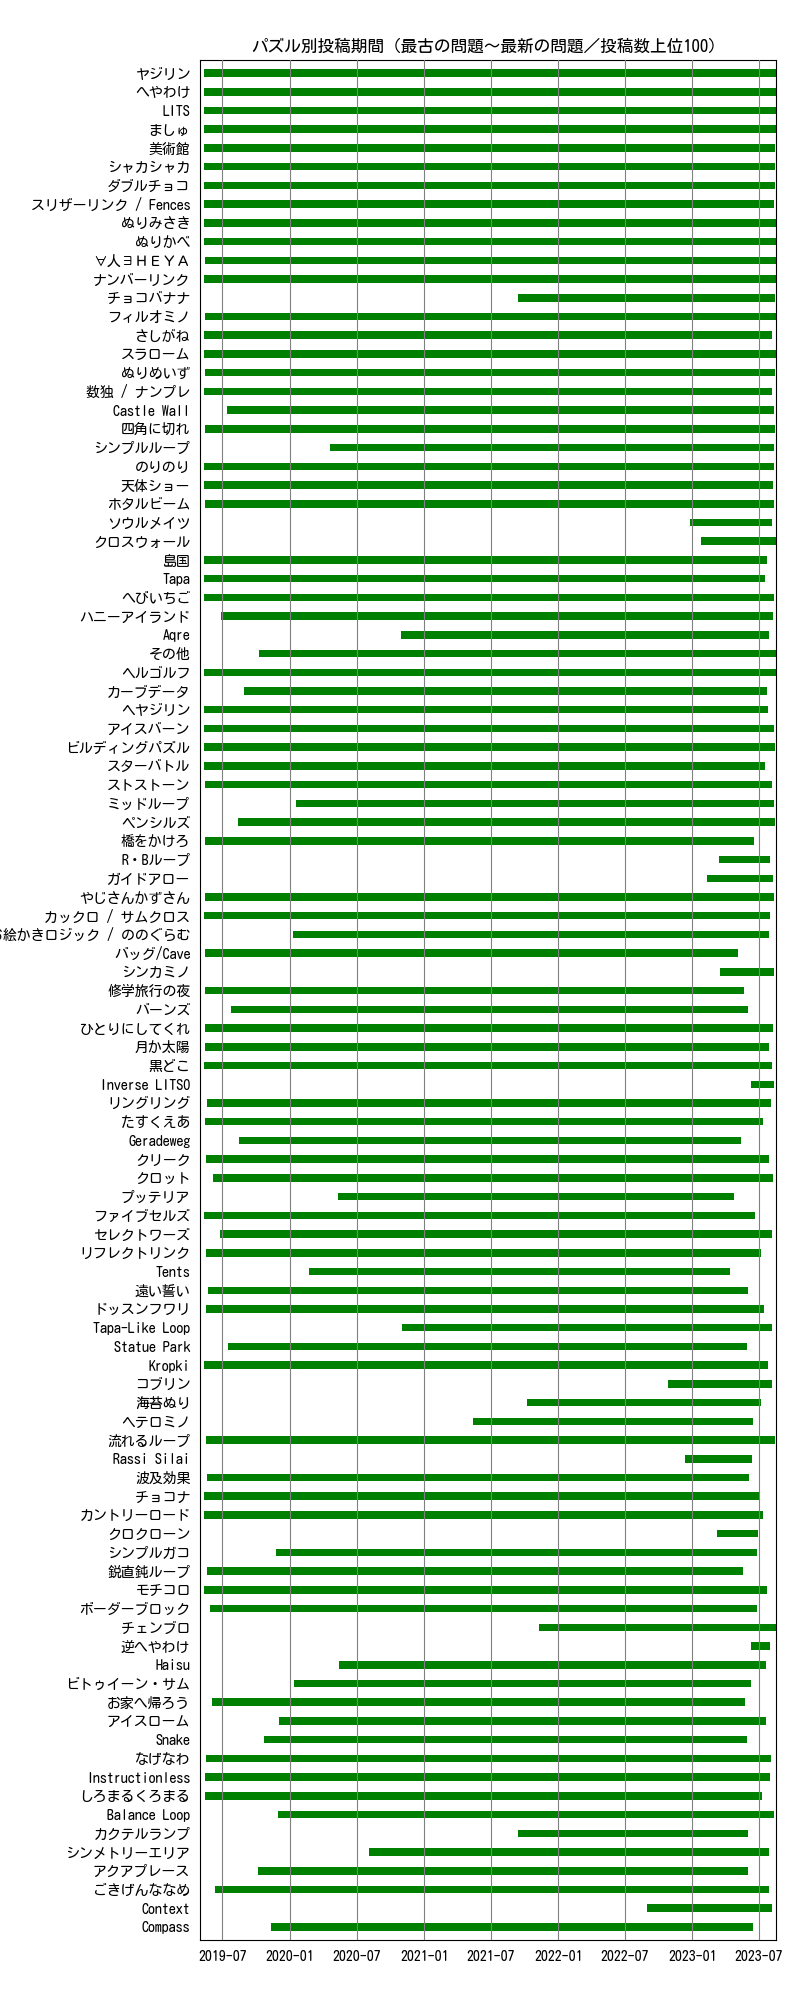 パズル別投稿期間（最古の問題～最新の問題／投稿数上位100）
ヤジリン
へやわけ
LITS
ましゅ
美術館
シャカシャカ
ダブルチョコ
スリザーリンク / Fences
ぬりみさき
ぬりかべ
∀人∃ＨＥＹＡ
ナンバーリンク
チョコバナナ
フィルオミノ
さしがね
スラローム
ぬりめいず
数独 / ナンプレ
Castle Wall
四角に切れ
シンプルループ
のりのり
天体ショー
ホタルビーム
ソウルメイツ
クロスウォール
島国
Tapa
へびいちご
ハニーアイランド
Aqre
その他
ヘルゴルフ
カーブデータ
ヘヤジリン
アイスバーン
ビルディングパズル
スターバトル
ストストーン
ミッドループ
ペンシルズ
橋をかけろ
R・Bループ
ガイドアロー
やじさんかずさん
カックロ / サムクロス
絵かきロジック / ののぐらむ
バッグ/Cave
シンカミノ
修学旅行の夜
バーンズ
ひとりにしてくれ
月か太陽
黒どこ
Inverse LITSO
リングリング
たすくえあ
Geradeweg
クリーク
クロット
プッテリア
ファイブセルズ
セレクトワーズ
リフレクトリンク
Tents
遠い誓い
ドッスンフワリ
Tapa-Like Loop
Statue Park
Kropki
コブリン
海苔ぬり
ヘテロミノ
流れるループ
Rassi Silai
波及効果
チョコナ
カントリーロード
クロクローン
シンプルガコ
鋭直鈍ループ
モチコロ
ボーダーブロック
チェンブロ
逆へやわけ
Haisu
ビトゥイーン・サム
お家へ帰ろう
アイスローム
Snake
なげなわ
Instructionless
しろまるくろまる
Balance Loop
カクテルランプ
シンメトリーエリア
アクアプレース
ごきげんななめ
Context
Compass
2019-07 2020-01 2020-07 2021-01 2021-07 2022-01 2022-07 2023-01 2023-07